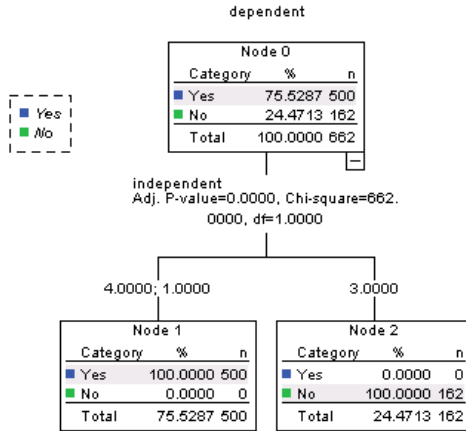 dependent
Node 0
Category % n
Yes 75.5287 500
No 24.4713 162
Total 100.0000 662
Yes
No
independent
Adj. P-value=0.0000, Chi-square=662.
0000, df=1.0000
4.0000; 1.0000
3.0000
Node 1
Category % n
Yes 100.0000 500
No 0.0000 0
Total 75.5287 500
Node 2
Category % n
Yes 0.0000 0
No 100.0000 162
Total 24.4713 162